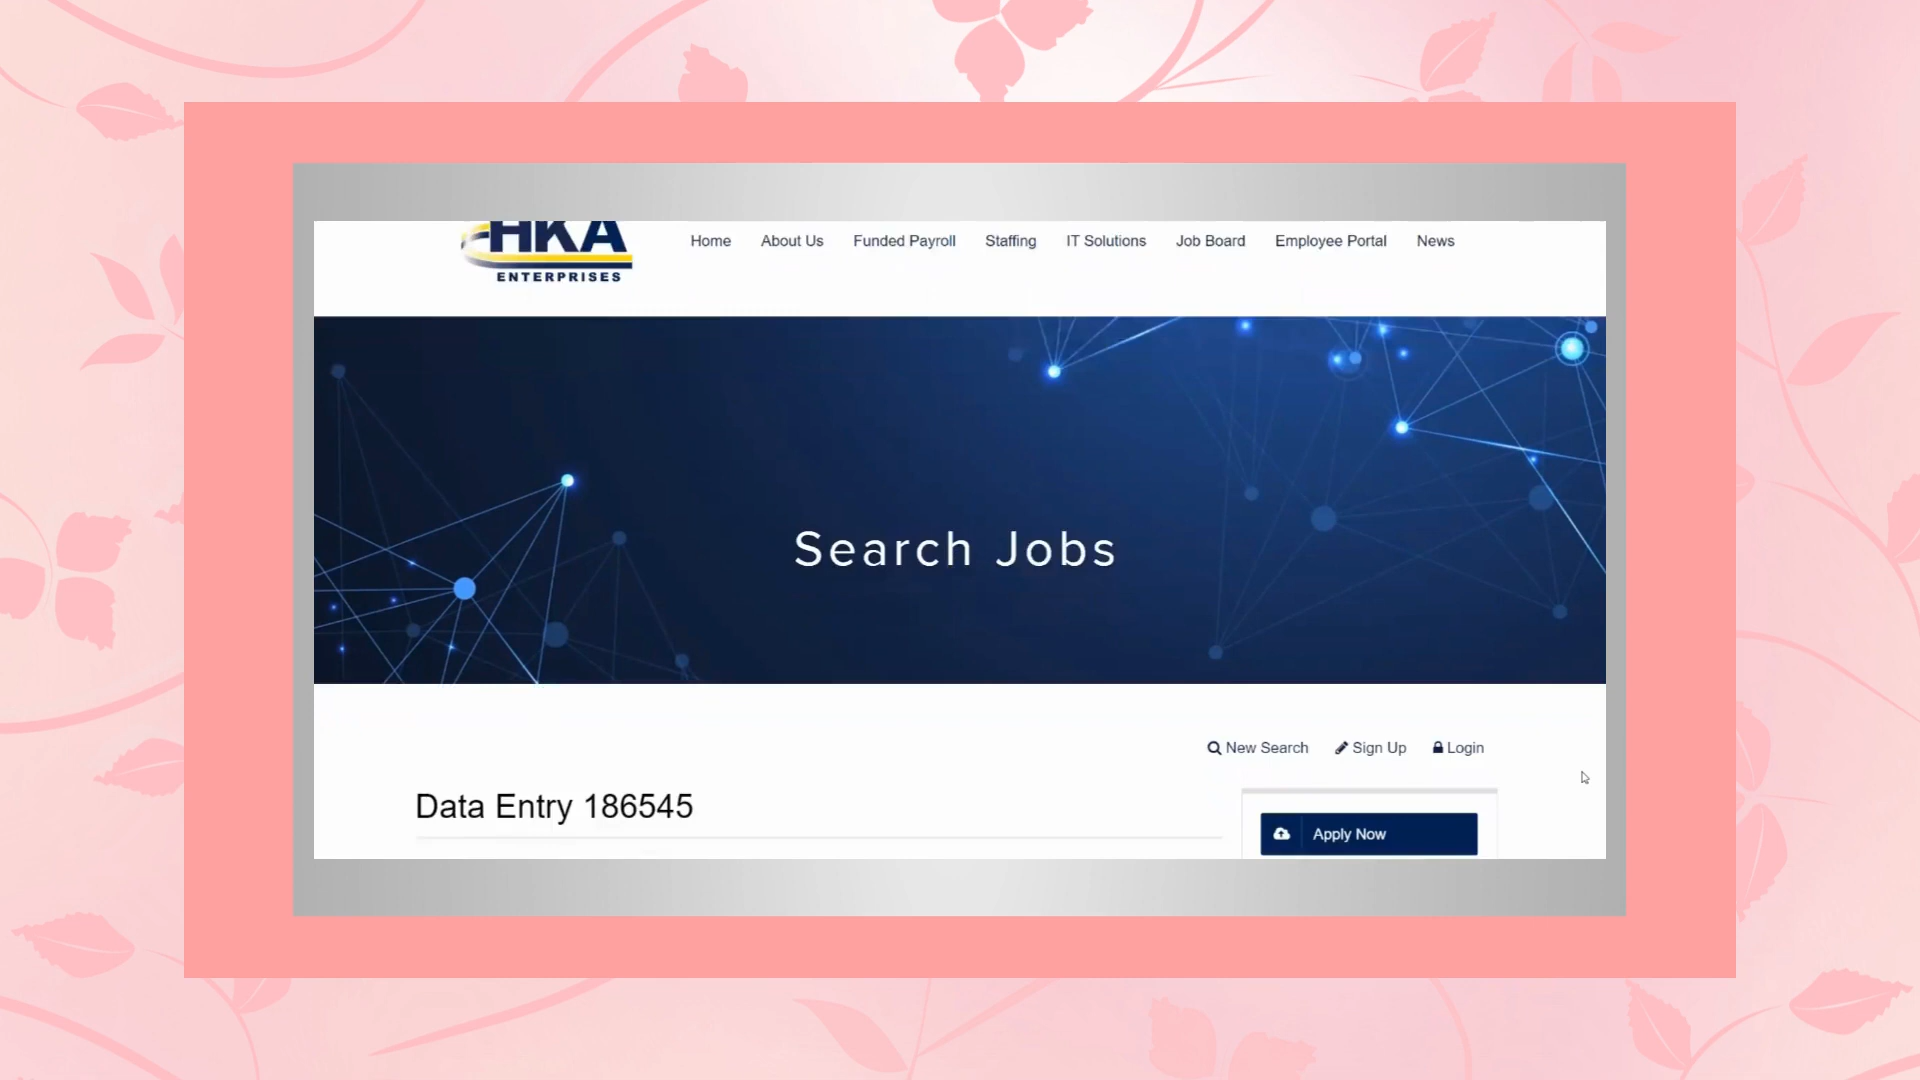 HKA
ENTERPRISES
Home About Us Funded Payroll Staffing IT Solutions Job Board Employee Portal News
Search Jobs
New Search Sign Up Login
Data Entry 186545
Apply Now